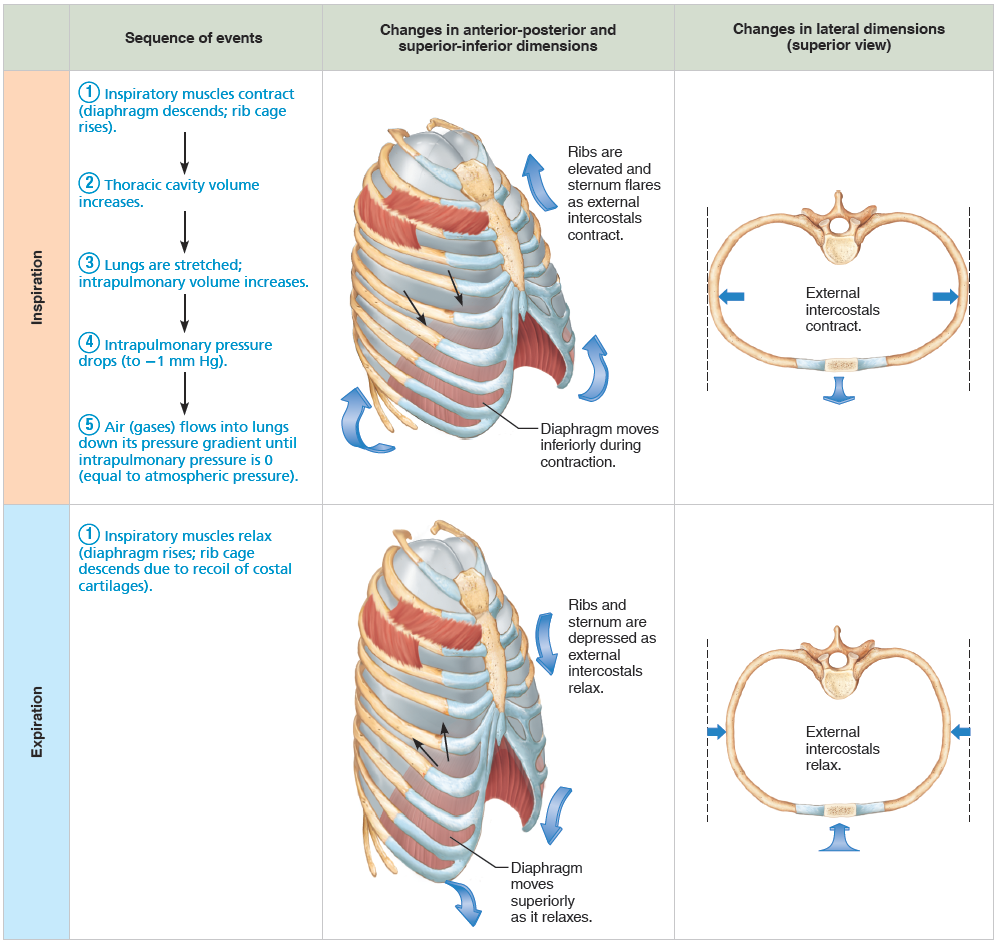 Sequence of events
Changes in anterior-posterior and
superior-inferior dimensions
Changes in lateral dimensions
(superior view)
Inspiration
1 Inspiratory muscles contract
(diaphragm descends; rib cage
rises).
2 Thoracic cavity volume
increases.
3 Lungs are stretched;
intrapulmonary volume increases.
4 Intrapulmonary pressure
drops (to −1 mm Hg).
5 Air (gases) flows into lungs
down its pressure gradient until
intrapulmonary pressure is 0
(equal to atmospheric pressure).
Ribs are
elevated and
sternum flares
as external
intercostals
contract.
Diaphragm moves
inferiorly during
contraction.
External
intercostals
contract.
Expiration
1 Inspiratory muscles relax
(diaphragm rises; rib cage
descends due to recoil of costal
cartilages).
Ribs and
sternum are
depressed as
external
intercostals
relax.
Diaphragm
moves
superiorly
as it relaxes.
External
intercostals
relax.